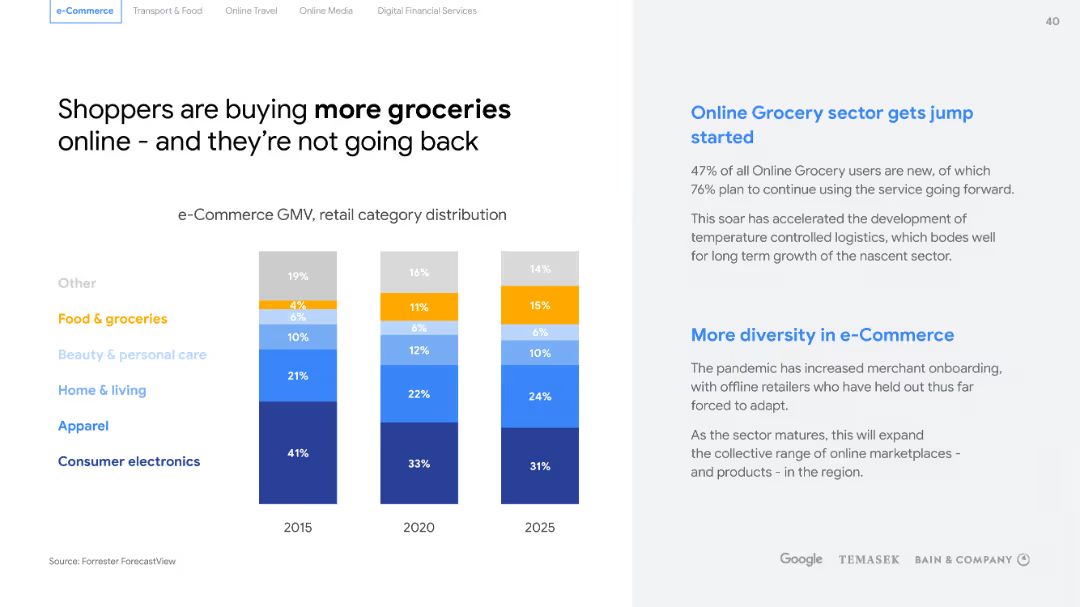 e-Commerce
Transport & Food
Online Travel
Online Media
Digital Financial Services
40
Shoppers are buying more groceries
online - and they're not going back
e-Commerce GMV, retail category distribution
Other
Food & groceries
Beauty & personal care
Home & living
Apparel
Consumer electronics
19%
4%
6%
10%
21%
41%
16%
11%
6%
12%
22%
33%
14%
15%
6%
10%
24%
31%
2015
2020
2025
Source: Forrester ForecastView
Online Grocery sector gets jump
started
47% of all Online Grocery users are new, of which
76% plan to continue using the service going forward.
This soar has accelerated the development of
temperature controlled logistics, which bodes well
for long term growth of the nascent sector.
More diversity in e-Commerce
The pandemic has increased merchant onboarding,
with offline retailers who have held out thus far
forced to adapt.
As the sector matures, this will expand
the collective range of online marketplaces -
and products - in the region.
Google
TEMASEK
BAIN & COMPANY